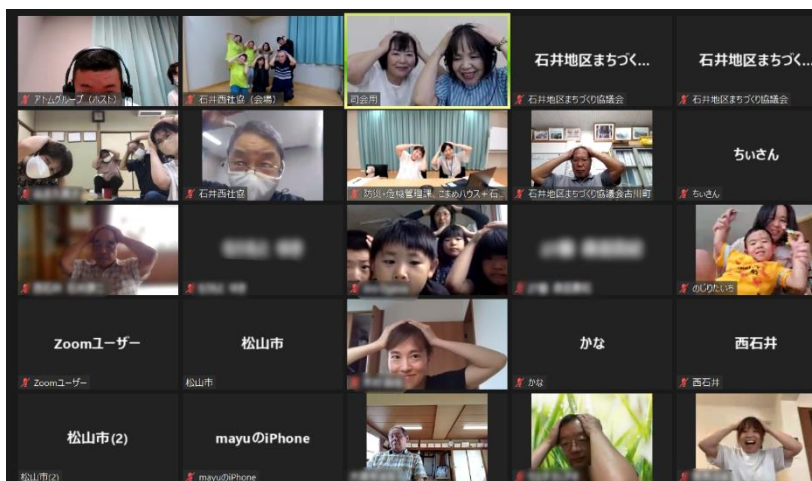 アトムグループ（ホスト）
石井西社協（会場）
司会用
石井地区まちづく...
石井地区まちづくり協議会
石井地区まちづく...
石井地区まちづくり協議会
石井西社協
防災・危機管理課、こまめハウス＋石...
石井地区まちづくり協議会古川町
ちぃさん
ちぃさん
のじりたいち
Zoomユーザー
Zoomユーザー
松山市
松山市
かな
かな
西石井
西石井
松山市(2)
松山市(2)
mayuのiPhone
mayuのiPhone